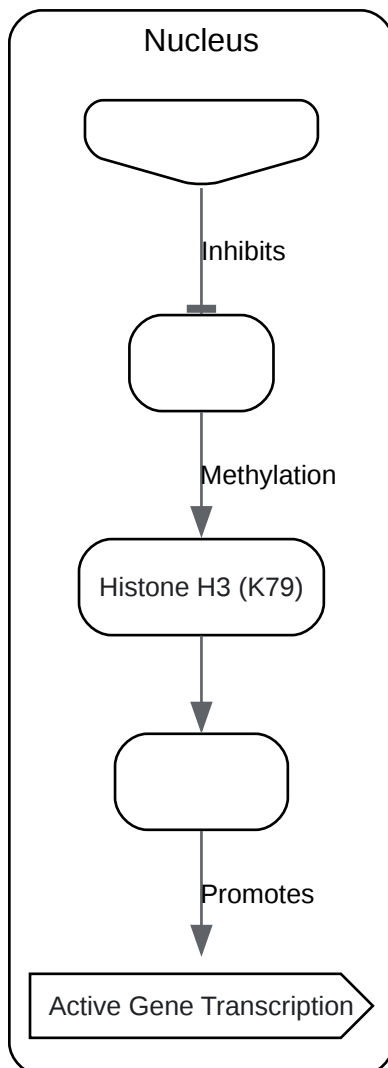 Nucleus
Inhibits
Methylation
Histone H3 (K79)
Promotes
Active Gene Transcription